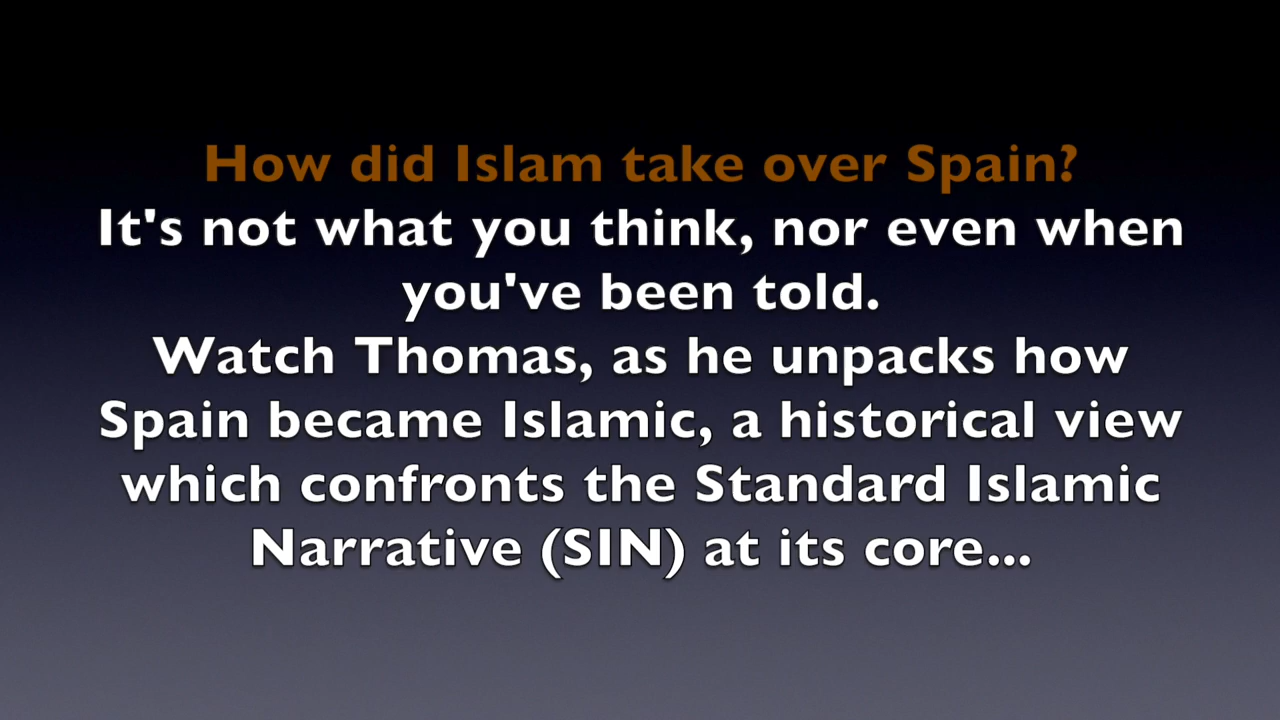 How did Islam take over Spain?
It's not what you think, nor even when
you've been told.
Watch Thomas, as he unpacks how
Spain became Islamic, a historical view
which confronts the Standard Islamic
Narrative (SIN) at its core...